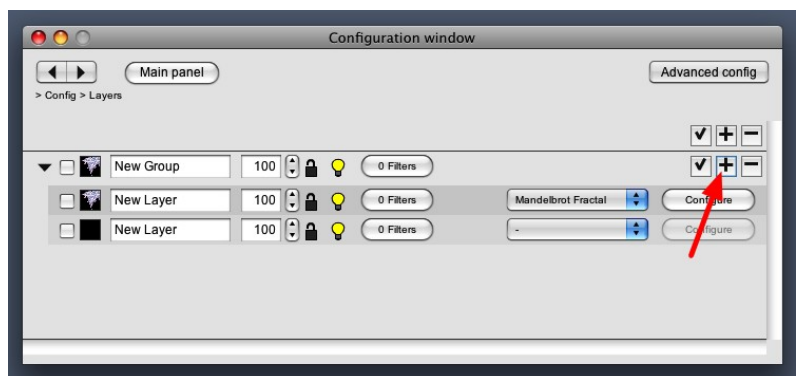 Configuration window
Main panel
Advanced config
> Config > Layers
New Group 100 0 Filters
New Layer 100 0 Filters Mandelbrot Fractal Configure
New Layer 100 0 Filters - Configure